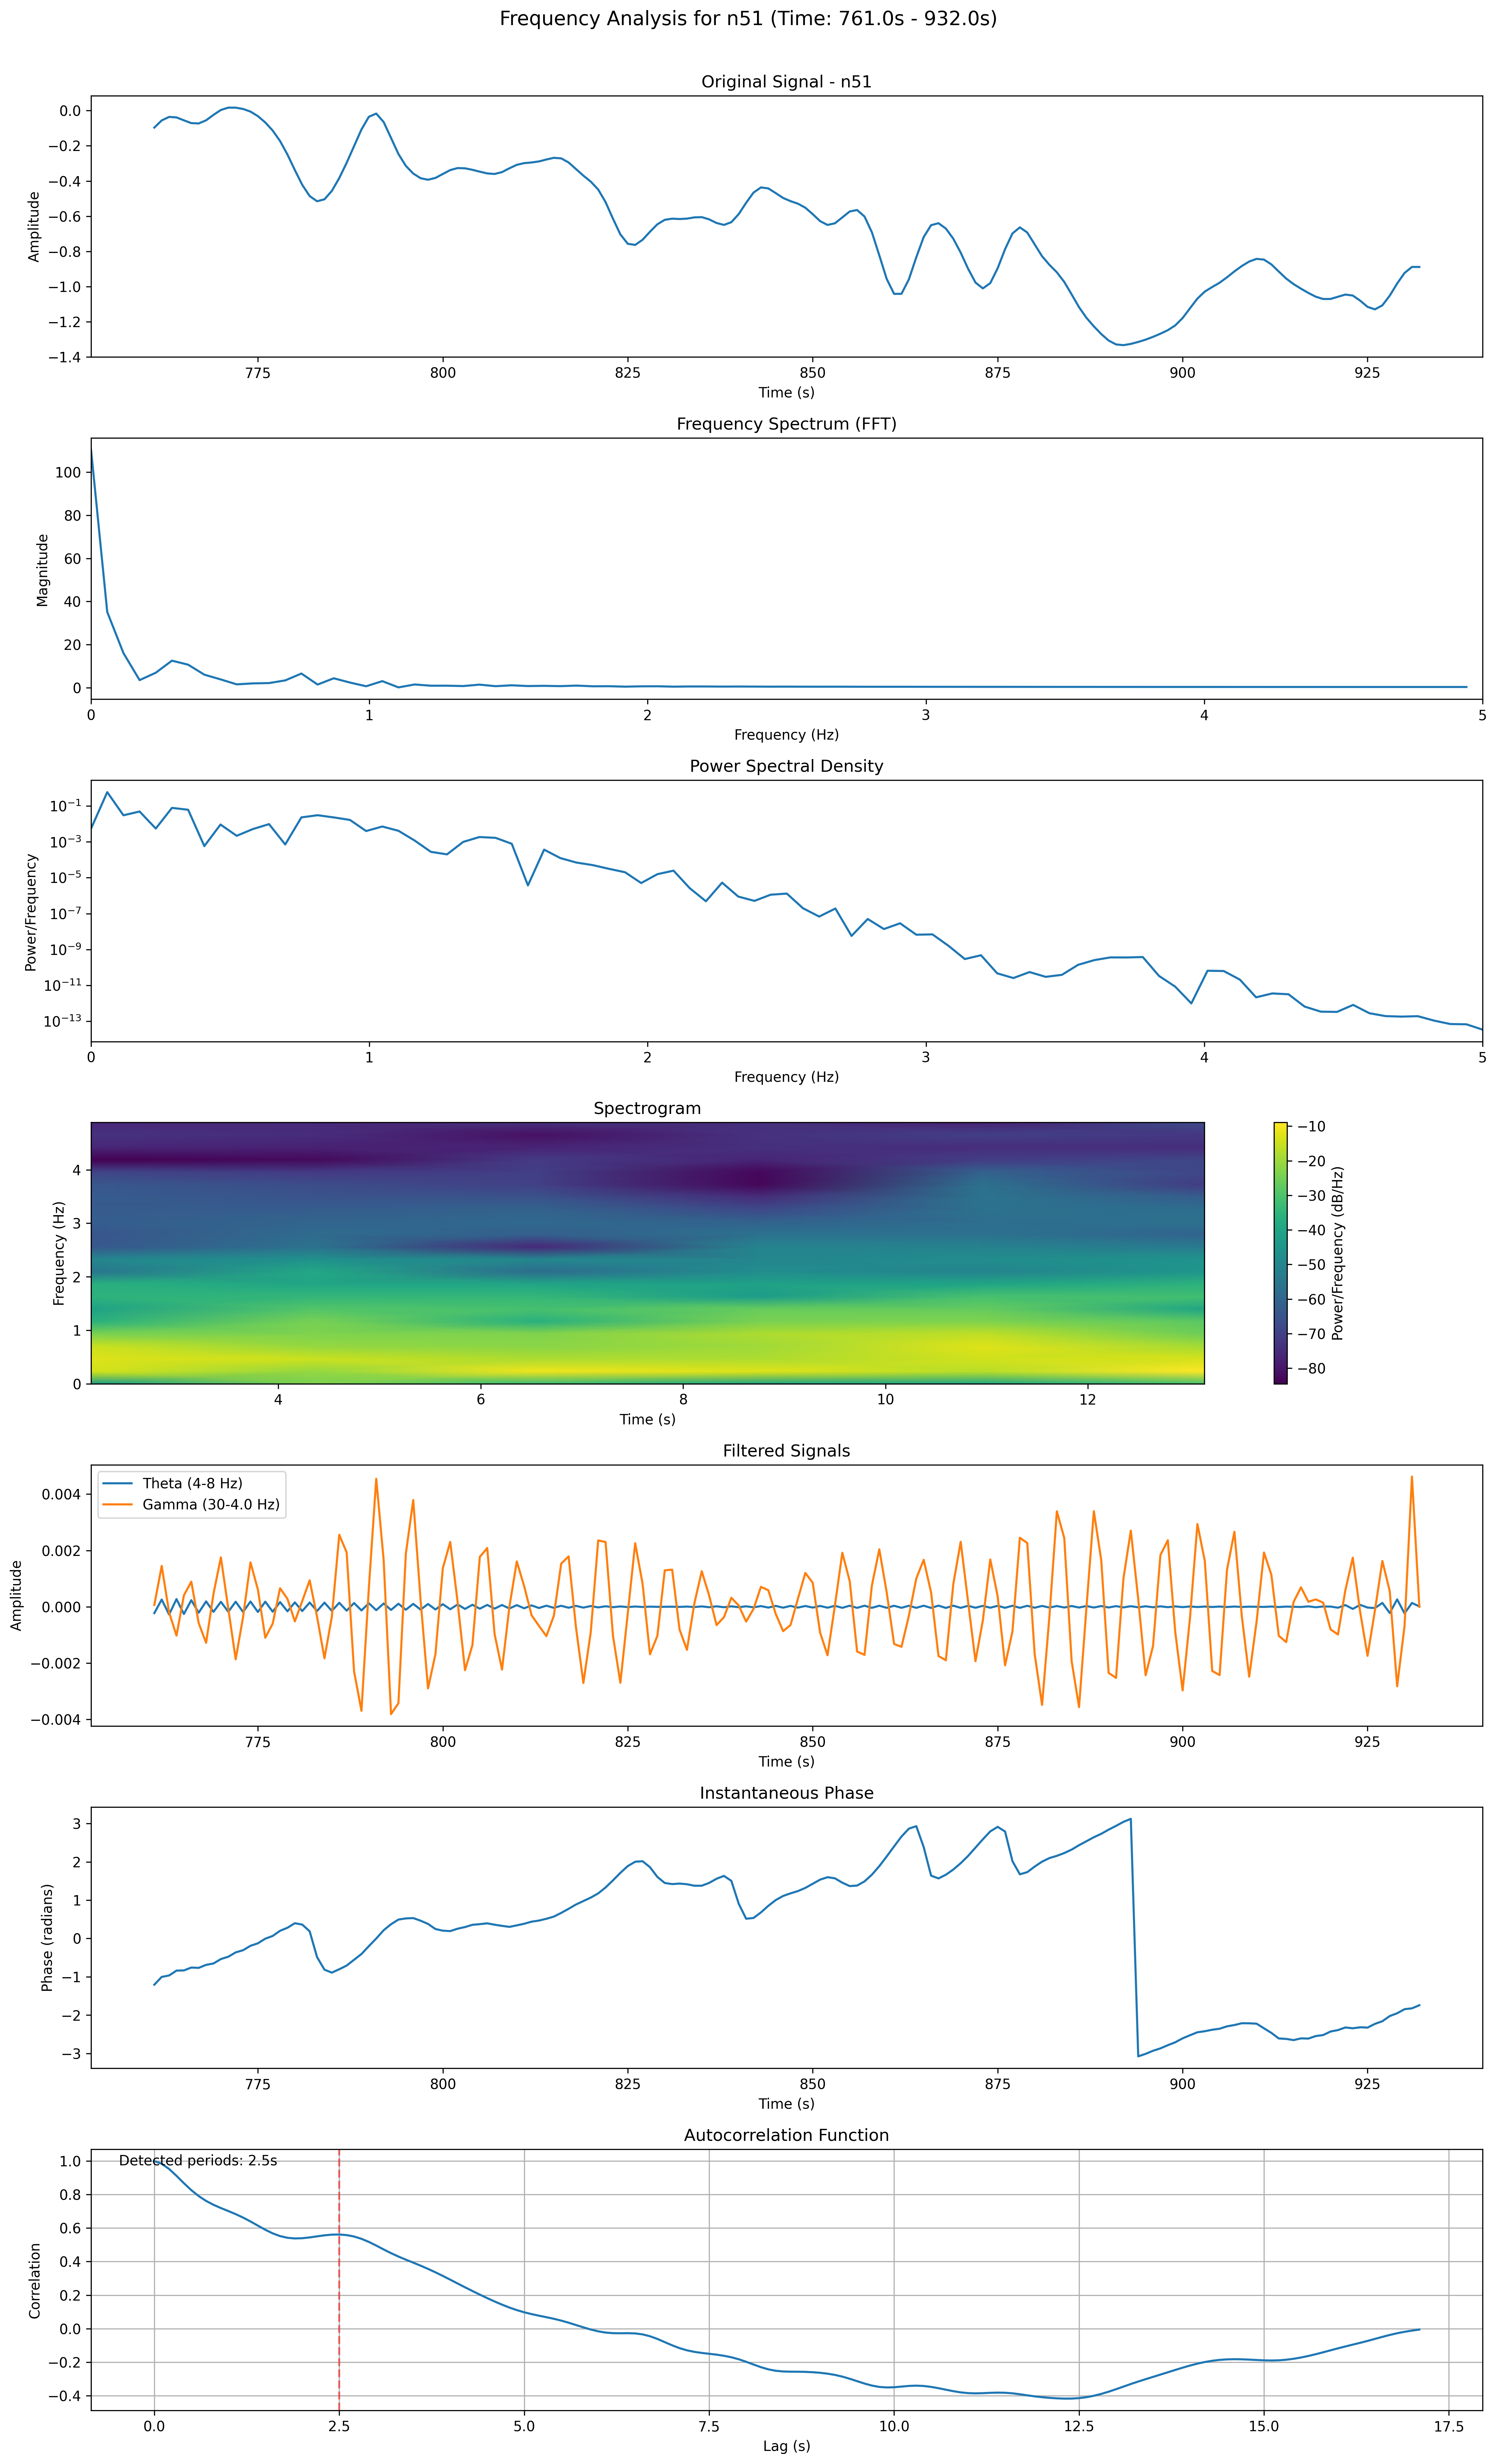 Frequency Analysis for n51 (Time: 761.0s - 932.0s)
Original Signal - n51
Amplitude
0.0
−0.2
−0.4
−0.6
−0.8
−1.0
−1.2
−1.4
775 800 825 850 875 900 925
Time (s)
Frequency Spectrum (FFT)
Magnitude
100
80
60
40
20
0
0 1 2 3 4 5
Frequency (Hz)
Power Spectral Density
Power/Frequency
10⁻¹
10⁻³
10⁻⁵
10⁻⁷
10⁻⁹
10⁻¹¹
10⁻¹³
0 1 2 3 4 5
Frequency (Hz)
Spectrogram
Frequency (Hz)
4
3
2
1
0
4 6 8 10 12
Time (s)
−10
−20
−30
−40
−50
−60
−70
−80
Power/Frequency (dB/Hz)
Filtered Signals
Theta (4-8 Hz)
Gamma (30-4.0 Hz)
Amplitude
0.004
0.002
0.000
−0.002
−0.004
775 800 825 850 875 900 925
Time (s)
Instantaneous Phase
Phase (radians)
3
2
1
0
−1
−2
−3
775 800 825 850 875 900 925
Time (s)
Autocorrelation Function
Detected periods: 2.5s
Correlation
1.0
0.8
0.6
0.4
0.2
0.0
−0.2
−0.4
0.0 2.5 5.0 7.5 10.0 12.5 15.0 17.5
Lag (s)